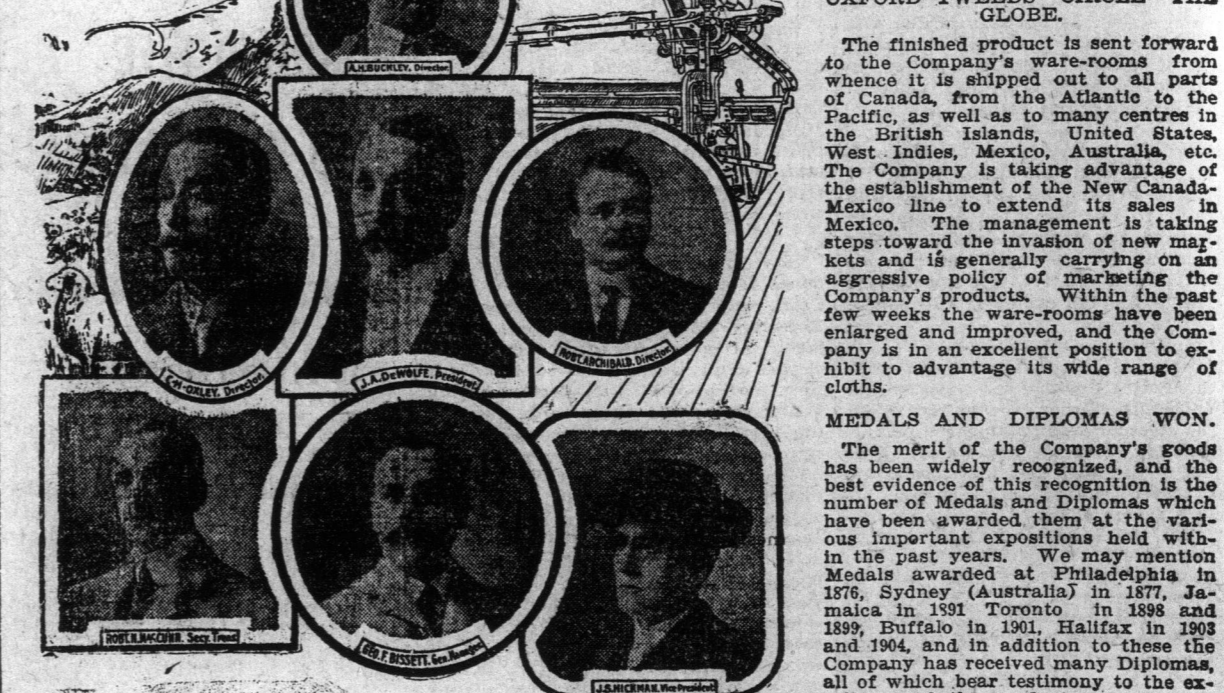 A.H. BUCKLEY, Director
C.H. OXLEY, Director
J.A. DeWOLFE. President
ROBT. ARCHIBALD. Director
Secy. Treas
GEO. F. BISSETT. Gen. Manager
J.S. HICKMAN. Vice President
OXFORD TWEEDS CIRCLE THE
GLOBE.
The finished product is sent forward
to the Company's ware-rooms from
whence it is shipped out to all parts
of Canada, from the Atlantic to the
Pacific, as well as to many centres in
the British Islands, United States,
West Indies, Mexico, Australia, etc.
The Company is taking advantage of
the establishment of the New Canada-
Mexico line to extend its sales in
Mexico. The management is taking
steps toward the invasion of new mar-
kets and is generally carrying on an
aggressive policy of marketing the
Company's products. Within the past
few weeks the ware-rooms have been
enlarged and improved, and the Com-
pany is in an excellent position to ex-
hibit to advantage its wide range of
cloths.
MEDALS AND DIPLOMAS WON.
The merit of the Company's goods
has been widely recognized, and the
best evidence of this recognition is the
number of Medals and Diplomas which
have been awarded them at the vari-
ous important expositions held with-
in the past years. We may mention
Medals awarded at Philadelphia in
1876, Sydney (Australia) in 1877, Ja-
maica in 1891 Toronto in 1898 and
1899, Buffalo in 1901, Halifax in 1903
and 1904, and in addition to these the
Company has received many Diplomas,
all of which bear testimony to the ex-